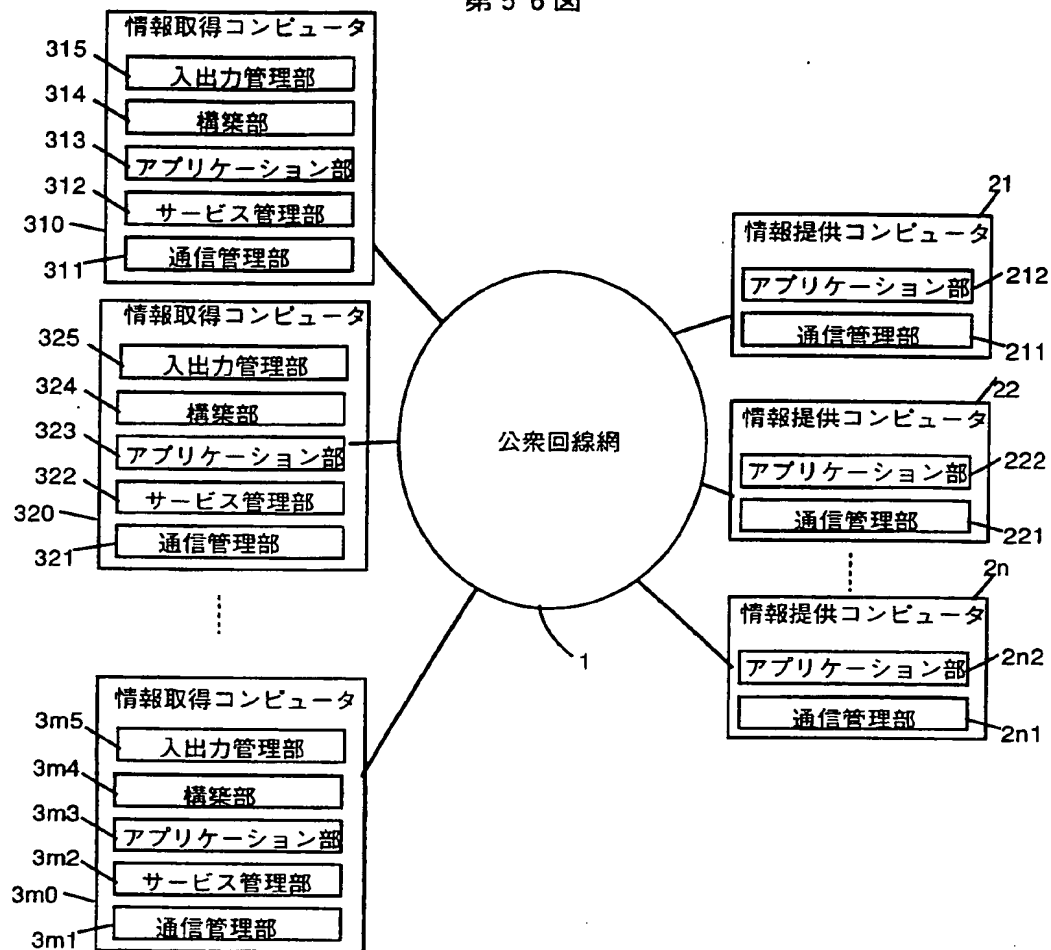 第56図
情報取得コンピュータ
315
入出力管理部
314
構築部
313
アプリケーション部
312
サービス管理部
310
311
通信管理部
情報取得コンピュータ
325
入出力管理部
324
構築部
323
アプリケーション部
322
サービス管理部
320
321
通信管理部
情報取得コンピュータ
3m5
入出力管理部
3m4
構築部
3m3
アプリケーション部
3m2
サービス管理部
3m0
3m1
通信管理部
公衆回線網
1
21
情報提供コンピュータ
アプリケーション部
212
通信管理部
211
22
情報提供コンピュータ
アプリケーション部
222
通信管理部
221
2n
情報提供コンピュータ
アプリケーション部
2n2
通信管理部
2n1